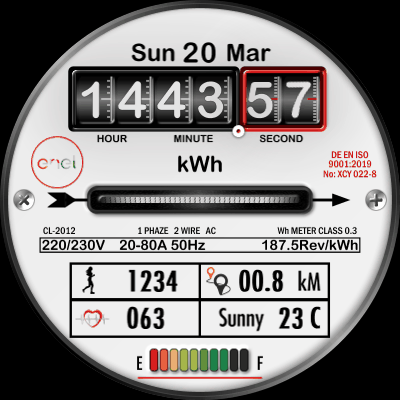 Sun 20 Mar
144357
HOUR MINUTE SECOND
enel
kWh
DE EN ISO
9001:2019
No: XCY 022-8
CL-2012 1 PHAZE 2 WIRE AC Wh METER CLASS 0.3
220/230V 20-80A 50Hz 187.5Rev/kWh
1234 00.8 kM
063 Sunny 23 C
E F